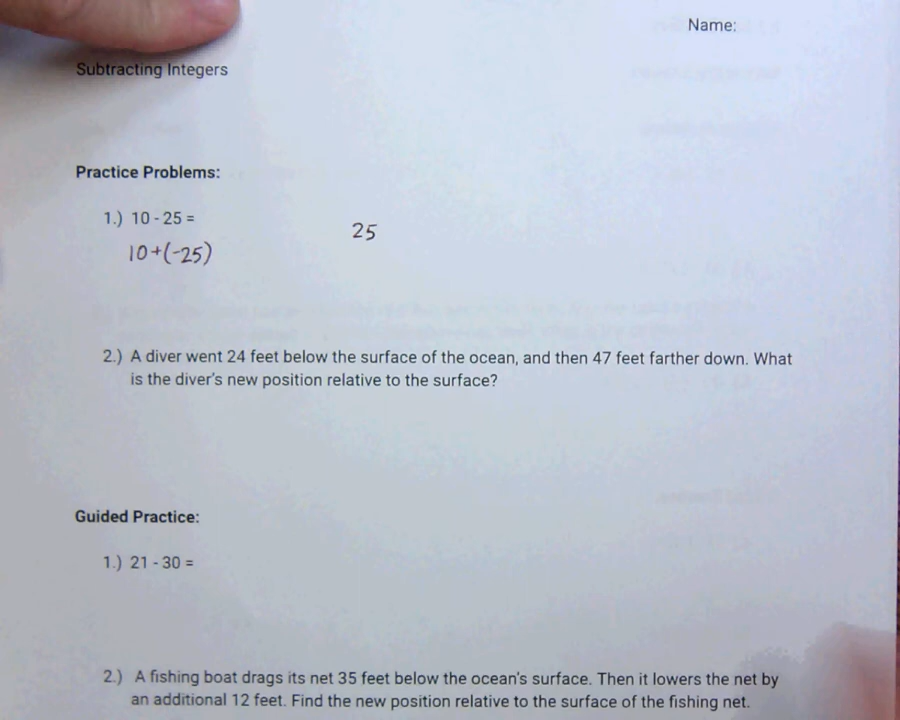 Name:
Subtracting Integers
Practice Problems:
1.) 10 - 25 =
10+(-25)
25
2.) A diver went 24 feet below the surface of the ocean, and then 47 feet farther down. What
is the diver's new position relative to the surface?
Guided Practice:
1.) 21 - 30 =
2.) A fishing boat drags its net 35 feet below the ocean's surface. Then it lowers the net by
an additional 12 feet. Find the new position relative to the surface of the fishing net.